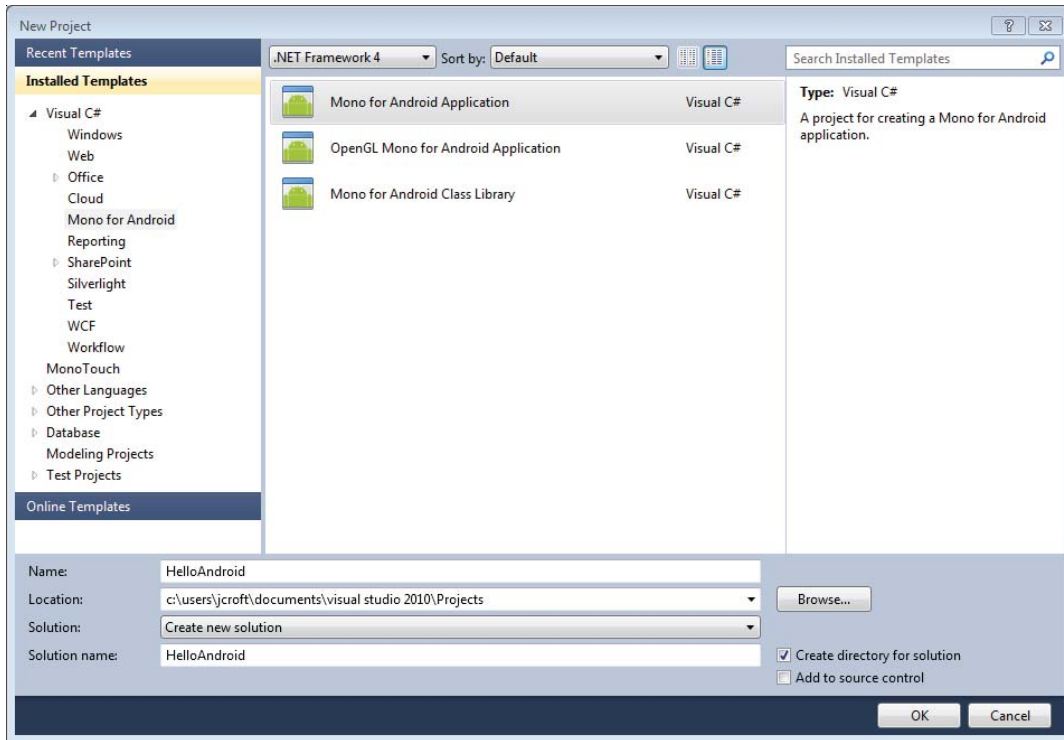 New Project
Recent Templates
Installed Templates
Visual C#
Windows
Web
Office
Cloud
Mono for Android
Reporting
SharePoint
Silverlight
Test
WCF
Workflow
MonoTouch
Other Languages
Other Project Types
Database
Modeling Projects
Test Projects
Online Templates
.NET Framework 4 Sort by: Default
Mono for Android Application Visual C#
OpenGL Mono for Android Application Visual C#
Mono for Android Class Library Visual C#
Search Installed Templates
Type: Visual C#
A project for creating a Mono for Android
application.
Name: HelloAndroid
Location: c:\users\jcroft\documents\visual studio 2010\Projects Browse...
Solution: Create new solution
Solution name: HelloAndroid
Create directory for solution
Add to source control
OK Cancel